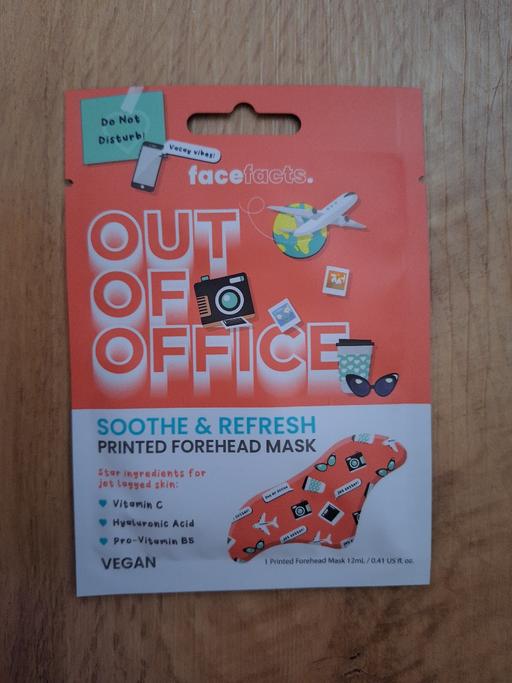 Do Not
Disturb!
Vacay vibes!
facefacts.
OUT
OF
OFFICE
SOOTHE & REFRESH
PRINTED FOREHEAD MASK
Star ingredients for
jet lagged skin:
Vitamin C
Hyaluronic Acid
Pro-Vitamin B5
VEGAN
1 Printed Forehead Mask 12mL / 0.41 US fl. oz.